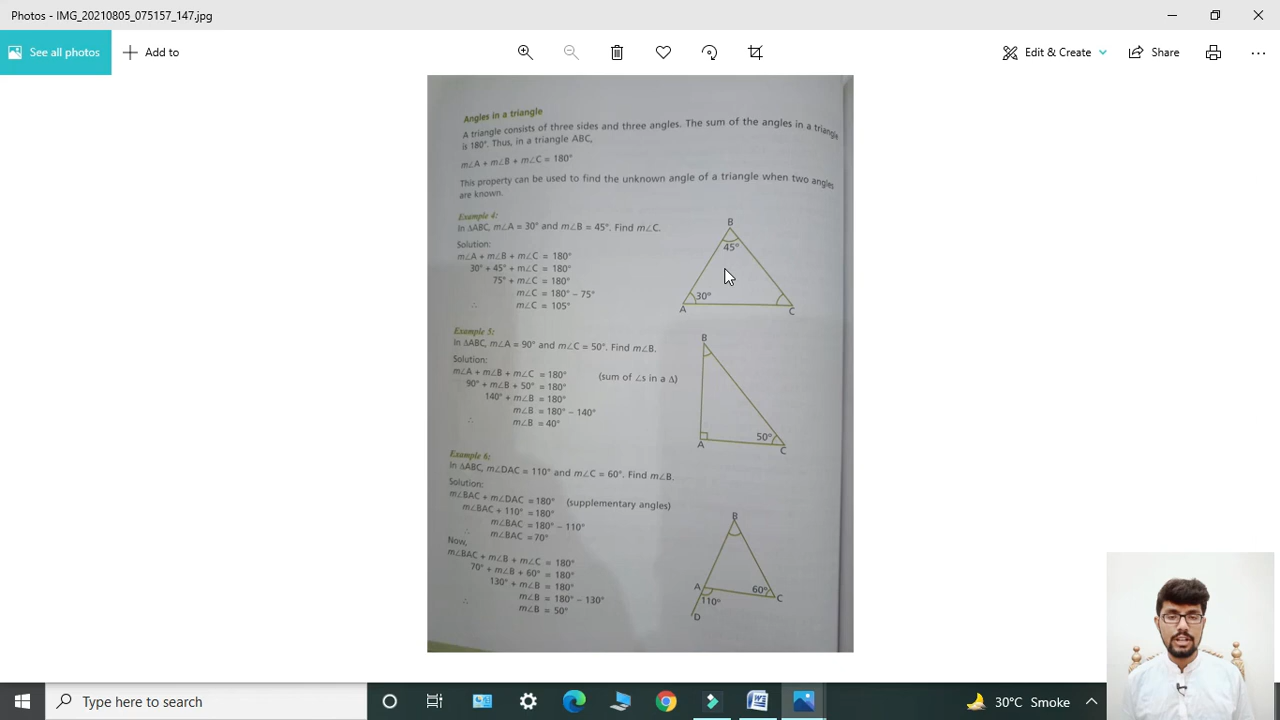 Photos - IMG_20210805_075157_147.jpg
See all photos
Add to
Edit & Create
Share
Angles in a triangle
A triangle consists of three sides and three angles. The sum of the angles in a triangle
is 180°. Thus, in a triangle ABC,
m∠A + m∠B + m∠C = 180°
This property can be used to find the unknown angle of a triangle when two angles
are known.
Example 4:
In ΔABC, m∠A = 30° and m∠B = 45°. Find m∠C.
Solution:
m∠A + m∠B + m∠C = 180°
30° + 45° + m∠C = 180°
75° + m∠C = 180°
m∠C = 180° – 75°
∴ m∠C = 105°
B
45°
30°
A
C
Example 5:
In ΔABC, m∠A = 90° and m∠C = 50°. Find m∠B.
Solution:
m∠A + m∠B + m∠C = 180° (sum of ∠s in a Δ)
90° + m∠B + 50° = 180°
140° + m∠B = 180°
m∠B = 180° – 140°
∴ m∠B = 40°
B
50°
A
C
Example 6:
In ΔABC, m∠DAC = 110° and m∠C = 60°. Find m∠B.
Solution:
m∠BAC + m∠DAC = 180° (supplementary angles)
m∠BAC + 110° = 180°
m∠BAC = 180° – 110°
∴ m∠BAC = 70°
Now,
m∠BAC + m∠B + m∠C = 180°
70° + m∠B + 60° = 180°
130° + m∠B = 180°
m∠B = 180° – 130°
∴ m∠B = 50°
B
A
60°
C
110°
D
Type here to search
30°C Smoke